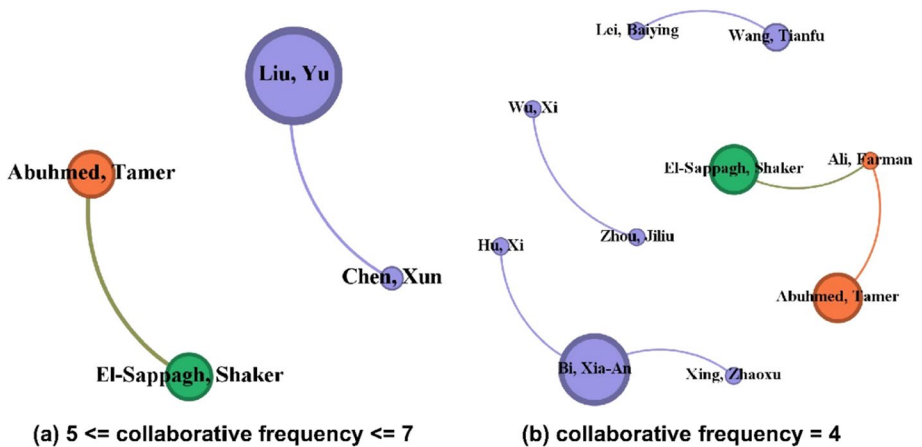 Liu, Yu
Abuhmed, Tamer
Chen, Xun
El-Sappagh, Shaker
(a) 5 <= collaborative frequency <= 7
Lei, Baiying
Wang, Tianfu
Wu, Xi
El-Sappagh, Shaker
Ali, Farman
Zhou, Jiliu
Hu, Xi
Abuhmed, Tamer
Bi, Xia-An
Xing, Zhaoxu
(b) collaborative frequency = 4